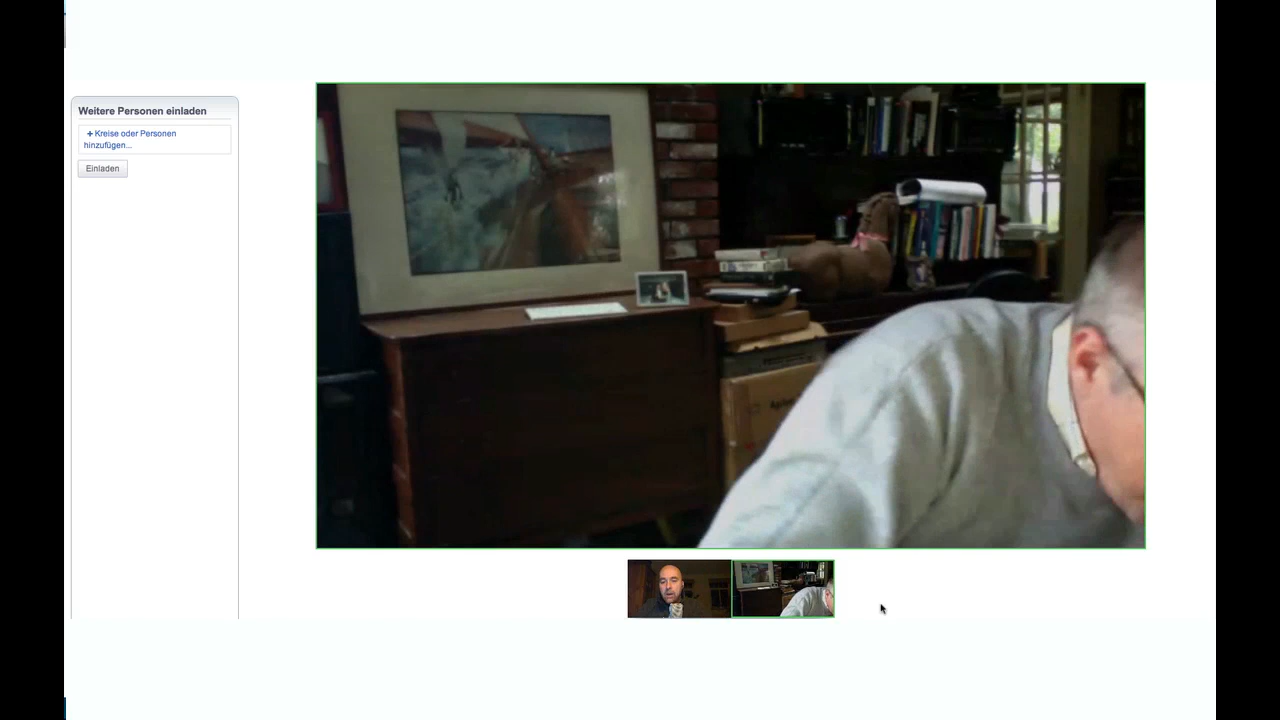 Weitere Personen einladen
+ Kreise oder Personen
hinzufügen...
Einladen